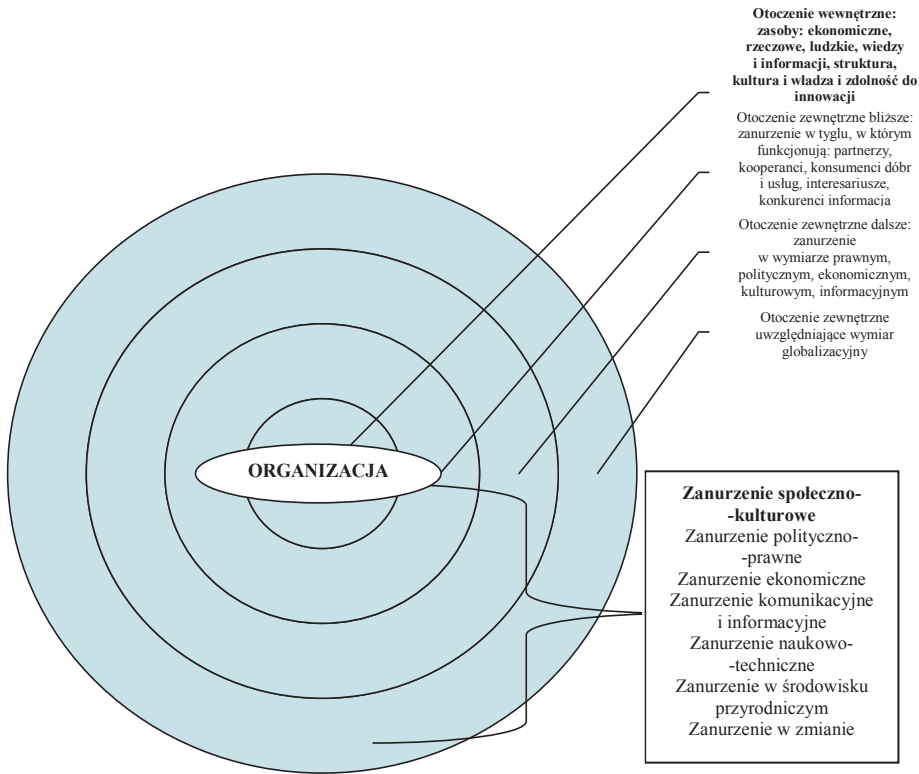 Otoczenie wewnętrzne:
zasoby: ekonomiczne,
rzeczowe, ludzkie, wiedzy
i informacji, struktura,
kultura i władza i zdolność do
innowacji
Otoczenie zewnętrzne bliższe:
zanurzenie w tyglu, w którym
funkcjonują: partnerzy,
kooperanci, konsumenci dóbr
i usług, interesariusze,
konkurenci informacja
Otoczenie zewnętrzne dalsze:
zanurzenie
w wymiarze prawnym,
politycznym, ekonomicznym,
kulturowym, informacyjnym
Otoczenie zewnętrzne
uwzględniające wymiar
globalizacyjny
ORGANIZACJA
Zanurzenie społeczno-
-kulturowe
Zanurzenie polityczno-
-prawne
Zanurzenie ekonomiczne
Zanurzenie komunikacyjne
i informacyjne
Zanurzenie naukowo-
-techniczne
Zanurzenie w środowisku
przyrodniczym
Zanurzenie w zmianie